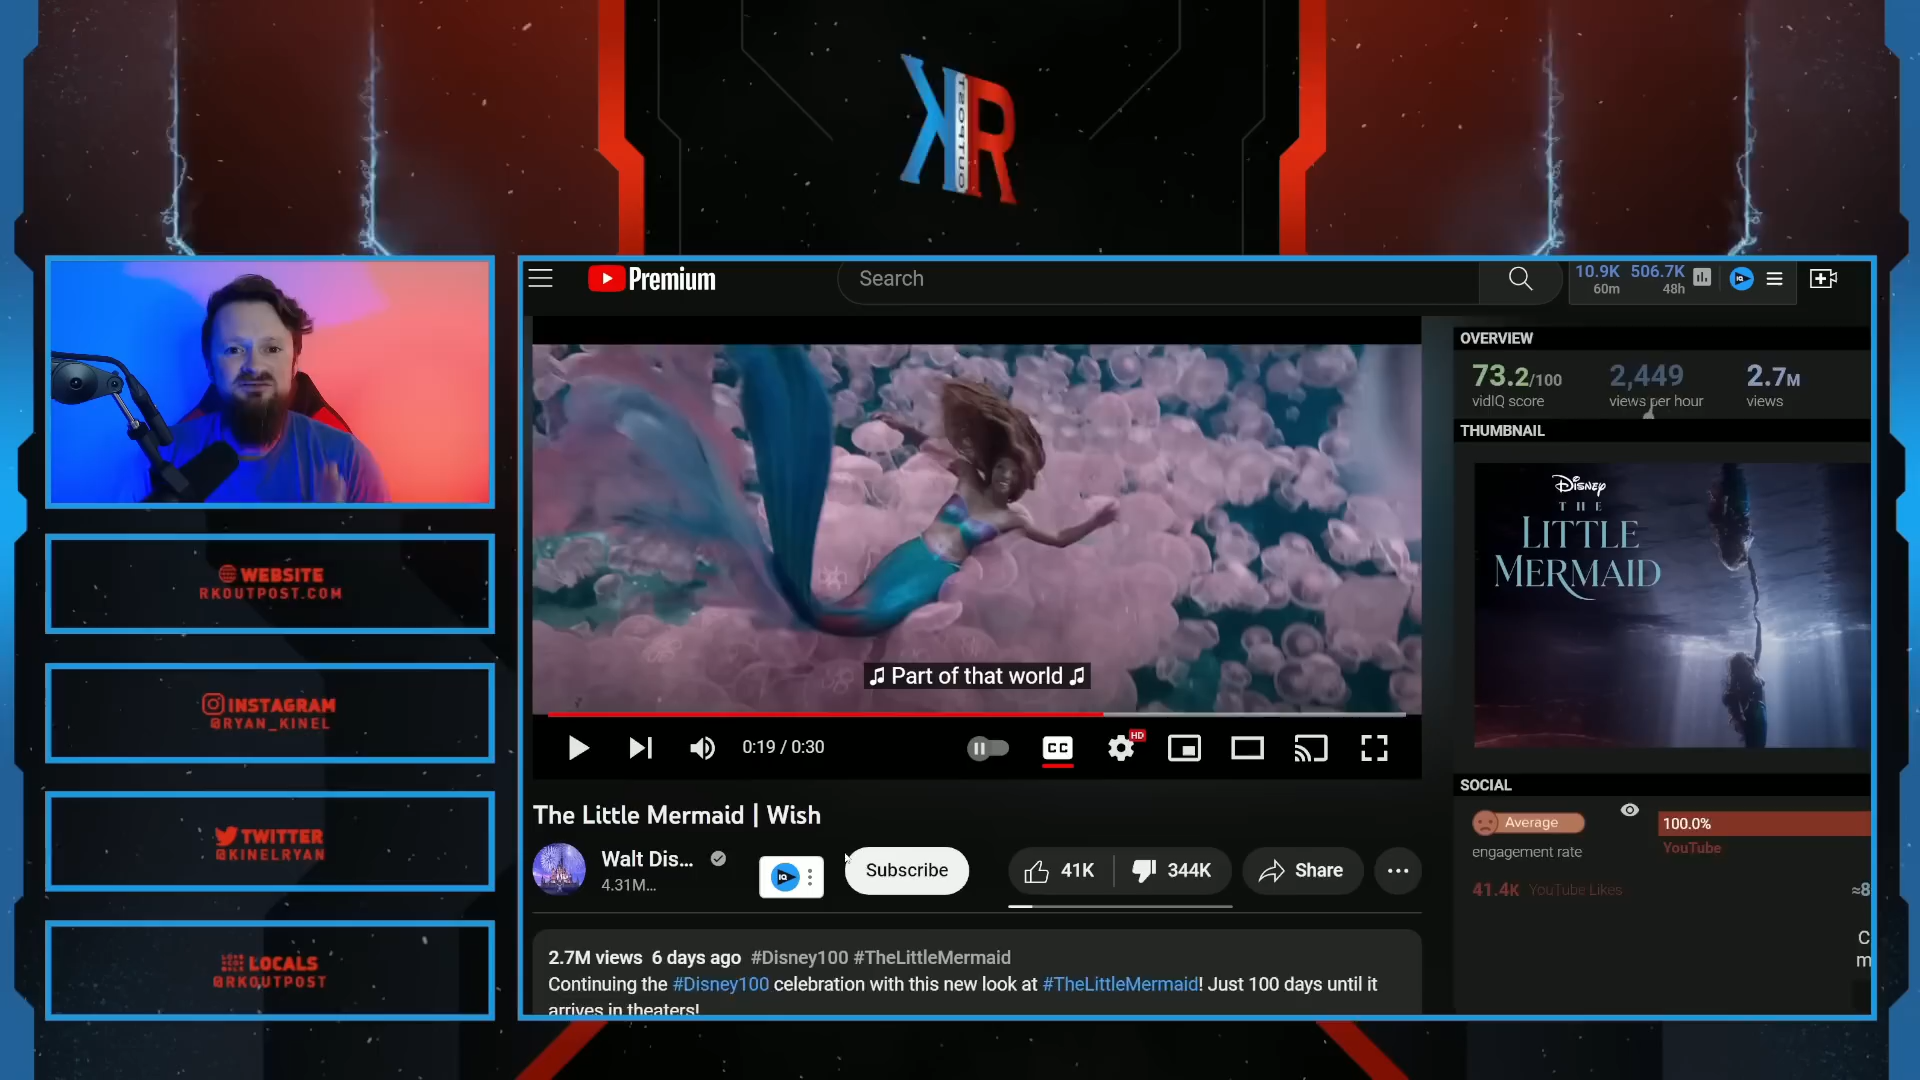 KR
OUTPOST
WEBSITE
RKOUTPOST.COM
INSTAGRAM
@RYAN_KINEL
TWITTER
@KINELRYAN
LOCALS
@RKOUTPOST
Premium
Search
10.9K 506.7K
60m 48h
♫ Part of that world ♫
0:19 / 0:30
CC
HD
The Little Mermaid | Wish
Walt Dis...
4.31M...
IQ
Subscribe
41K
344K
Share
2.7M views 6 days ago #Disney100 #TheLittleMermaid
Continuing the #Disney100 celebration with this new look at #TheLittleMermaid! Just 100 days until it
arrives in theaters!
OVERVIEW
73.2/100 2,449 2.7M
vidIQ score views per hour views
THUMBNAIL
Disney
THE
LITTLE
MERMAID
SOCIAL
Average
engagement rate
100.0%
YouTube
41.4K YouTube Likes
≈8
C
m